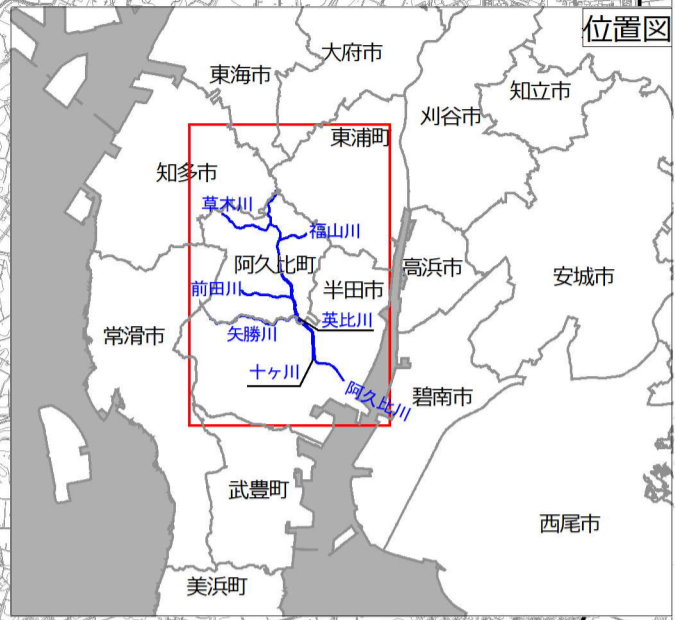 位置図
大府市
東海市
知立市
刈谷市
東浦町
知多市
草木川
福山川
阿久比町
高浜市
安城市
前田川
半田市
英比川
矢勝川
常滑市
十ヶ川
阿久比川
碧南市
武豊町
西尾市
美浜町